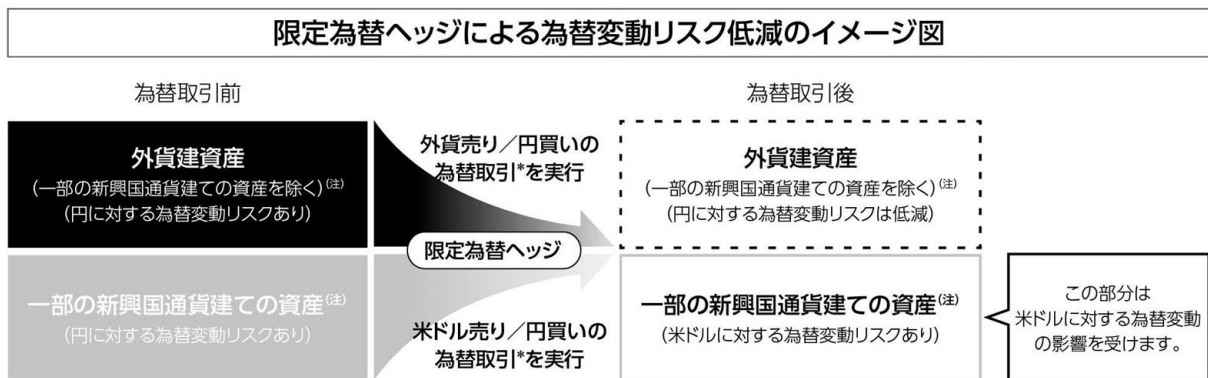 限定為替ヘッジによる為替変動リスク低減のイメージ図
為替取引前
為替取引後
外貨建資産
(一部の新興国通貨建ての資産を除く)(注)
(円に対する為替変動リスクあり)
外貨売り/円買いの
為替取引*を実行
外貨建資産
(一部の新興国通貨建ての資産を除く)(注)
(円に対する為替変動リスクは低減)
限定為替ヘッジ
一部の新興国通貨建ての資産(注)
(円に対する為替変動リスクあり)
米ドル売り/円買いの
為替取引*を実行
一部の新興国通貨建ての資産(注)
(米ドルに対する為替変動リスクあり)
この部分は
米ドルに対する為替変動
の影響を受けます。